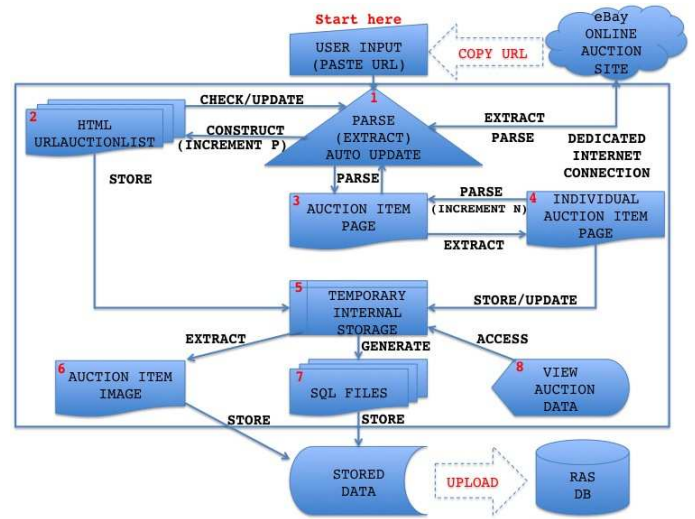 Start here
eBay
ONLINE
AUCTION
SITE
USER INPUT
(PASTE URL)
COPY URL
1
PARSE
(EXTRACT)
AUTO UPDATE
2
HTML
URLAUCTIONLIST
CHECK/UPDATE
CONSTRUCT
(INCREMENT P)
EXTRACT
PARSE
DEDICATED
INTERNET
CONNECTION
STORE
PARSE
3
AUCTION ITEM
PAGE
PARSE
(INCREMENT N)
EXTRACT
4
INDIVIDUAL
AUCTION ITEM
PAGE
5
TEMPORARY
INTERNAL
STORAGE
STORE/UPDATE
EXTRACT
GENERATE
ACCESS
6
AUCTION ITEM
IMAGE
7
SQL FILES
8
VIEW
AUCTION
DATA
STORE
STORE
STORED
DATA
UPLOAD
RAS
DB